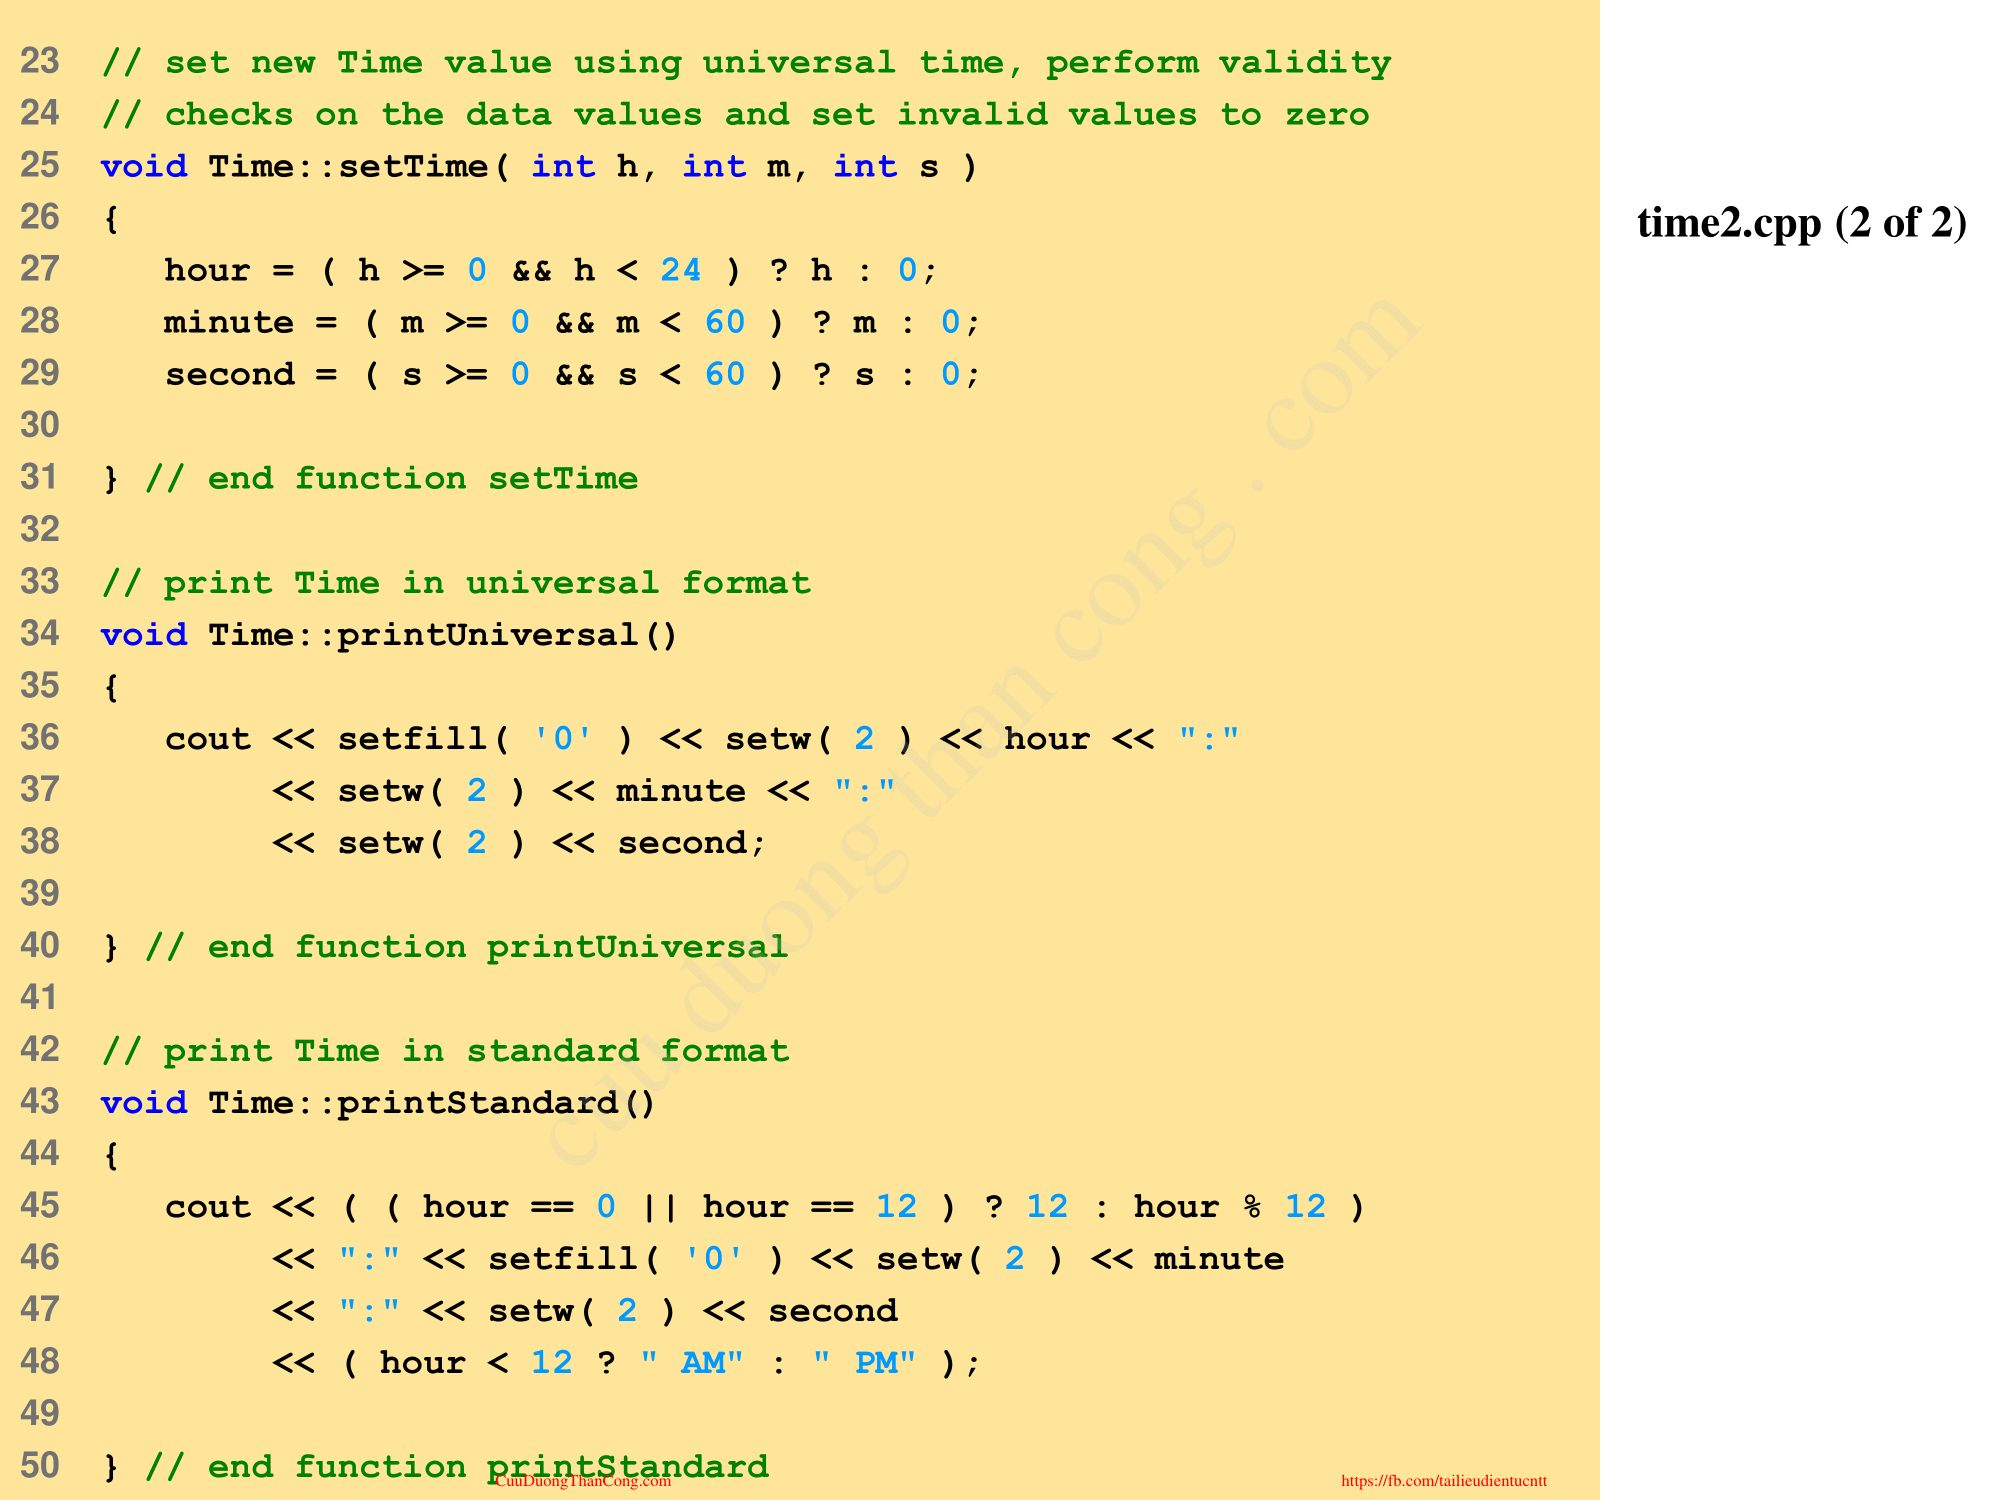 23 // set new Time value using universal time, perform validity
24 // checks on the data values and set invalid values to zero
25 void Time::setTime( int h, int m, int s )
26 {
27    hour = ( h >= 0 && h < 24 ) ? h : 0;
28    minute = ( m >= 0 && m < 60 ) ? m : 0;
29    second = ( s >= 0 && s < 60 ) ? s : 0;
30
31 } // end function setTime
32
33 // print Time in universal format
34 void Time::printUniversal()
35 {
36    cout << setfill( '0' ) << setw( 2 ) << hour << ":"
37         << setw( 2 ) << minute << ":"
38         << setw( 2 ) << second;
39
40 } // end function printUniversal
41
42 // print Time in standard format
43 void Time::printStandard()
44 {
45    cout << ( ( hour == 0 || hour == 12 ) ? 12 : hour % 12 )
46         << ":" << setfill( '0' ) << setw( 2 ) << minute
47         << ":" << setw( 2 ) << second
48         << ( hour < 12 ? " AM" : " PM" );
49
50 } // end function printStandard
time2.cpp (2 of 2)
cuu duong than cong . com
CuuDuongThanCong.com
https://fb.com/tailieudientucntt